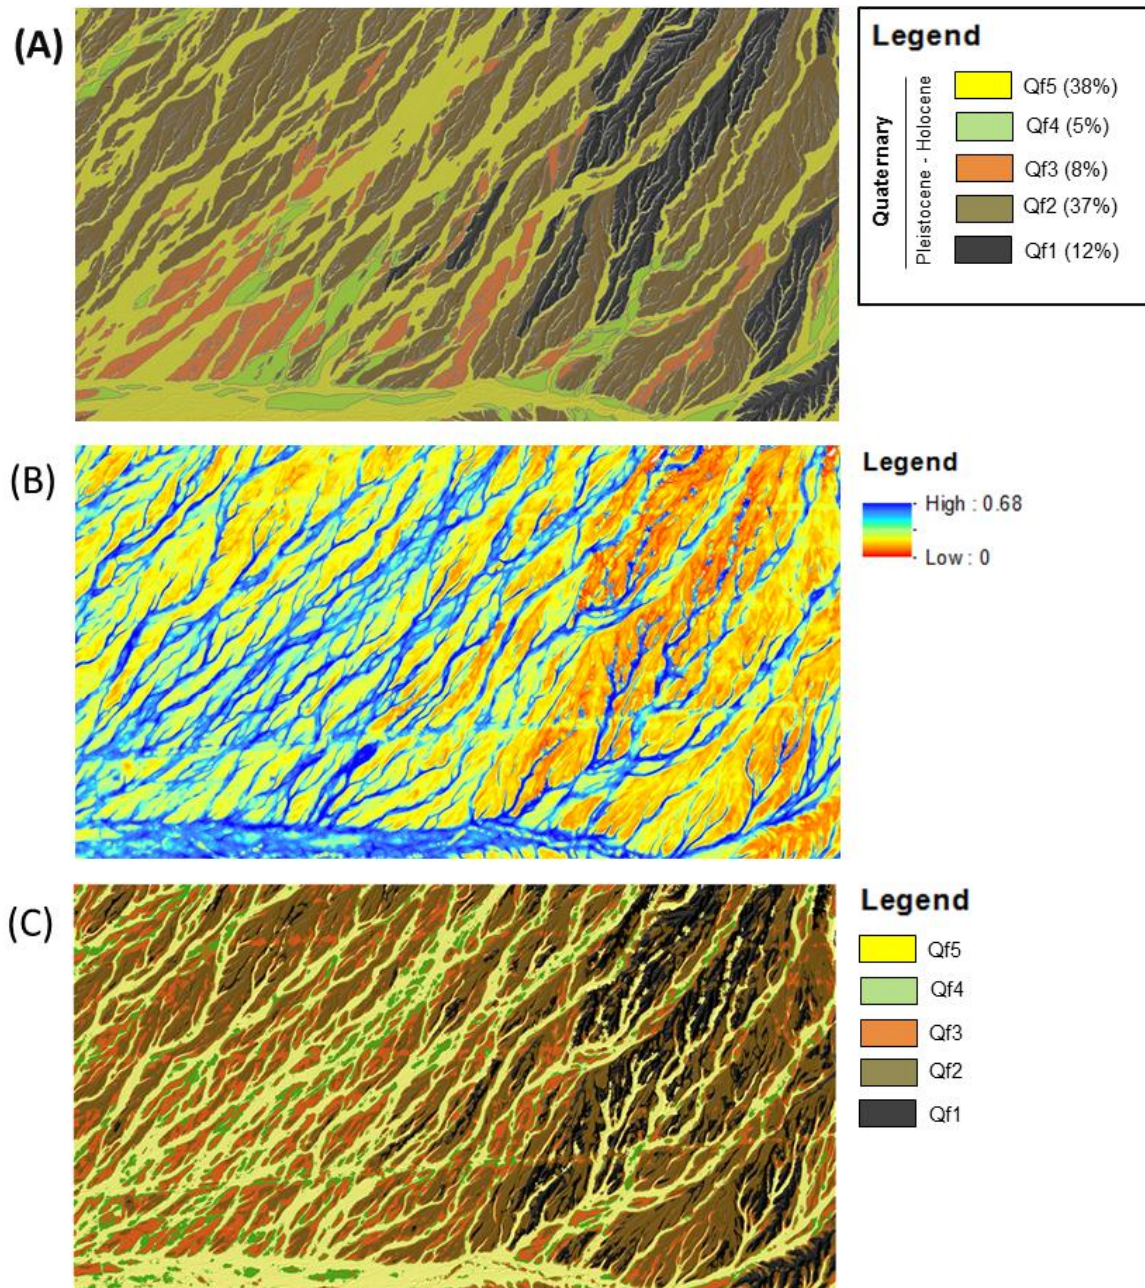 (A)
Legend
Quaternary
Pleistocene - Holocene
Qf5 (38%)
Qf4 (5%)
Qf3 (8%)
Qf2 (37%)
Qf1 (12%)
(B)
Legend
High : 0.68
Low : 0
(C)
Legend
Qf5
Qf4
Qf3
Qf2
Qf1